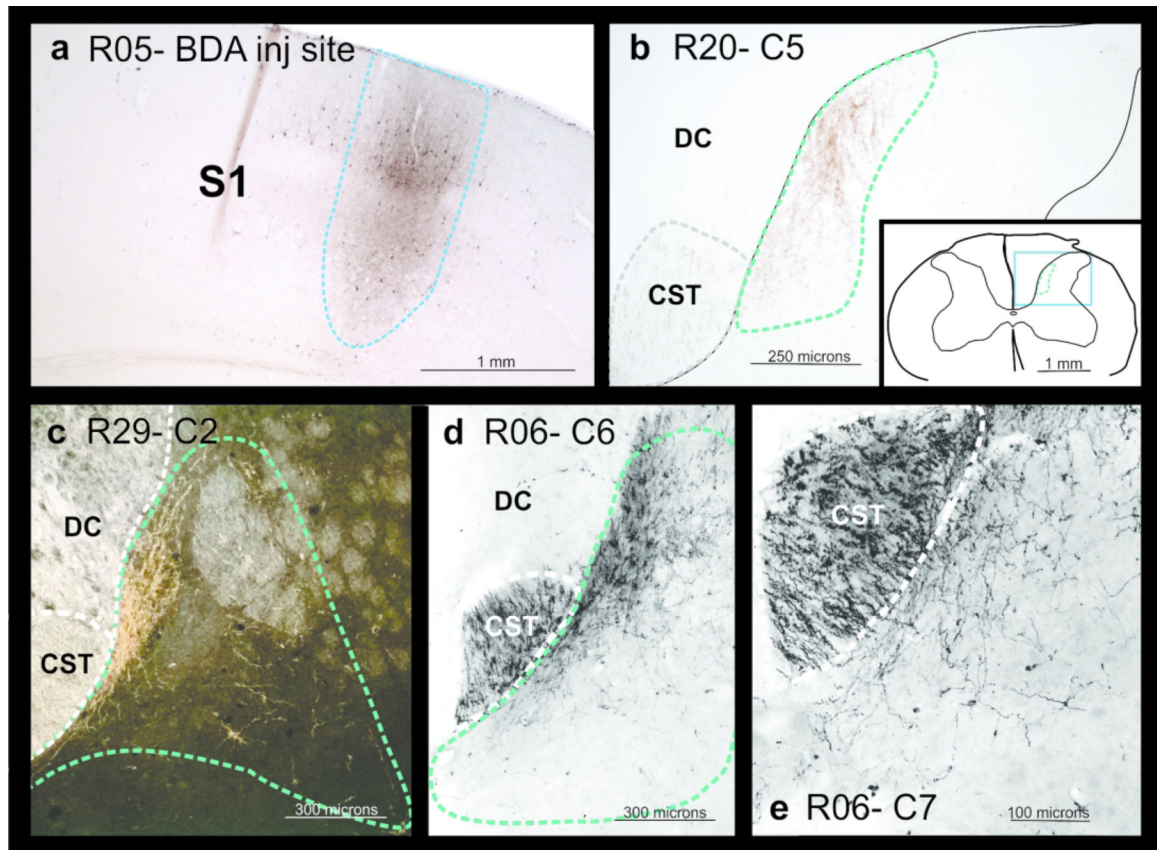 a R05- BDA inj site
S1
1 mm
b R20- C5
DC
CST
250 microns
1 mm
c R29- C2
DC
CST
300 microns
d R06- C6
DC
CST
300 microns
CST
e R06- C7
100 microns